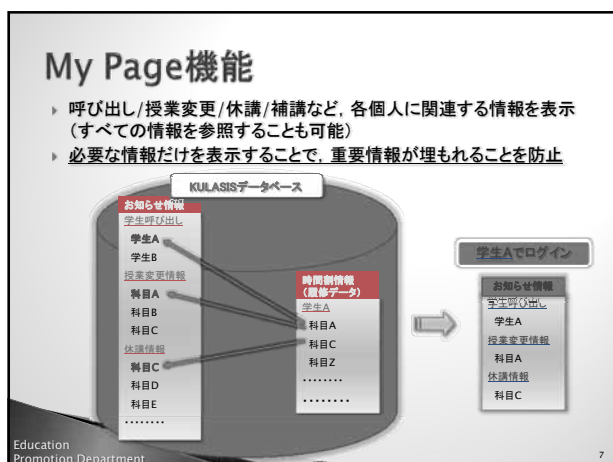 My Page機能
呼び出し/授業変更/休講/補講など，各個人に関連する情報を表示
（すべての情報を参照することも可能）
必要な情報だけを表示することで，重要情報が埋もれることを防止
KULASISデータベース
お知らせ情報
学生呼び出し
学生A
学生B
授業変更情報
科目A
科目B
科目C
休講情報
科目C
科目D
科目E
････････
時間割情報
（履修データ）
学生A
科目A
科目C
科目Z
････････
････････
学生Aでログイン
お知らせ情報
学生呼び出し
学生A
授業変更情報
科目A
休講情報
科目C
Education
Promotion Department
7